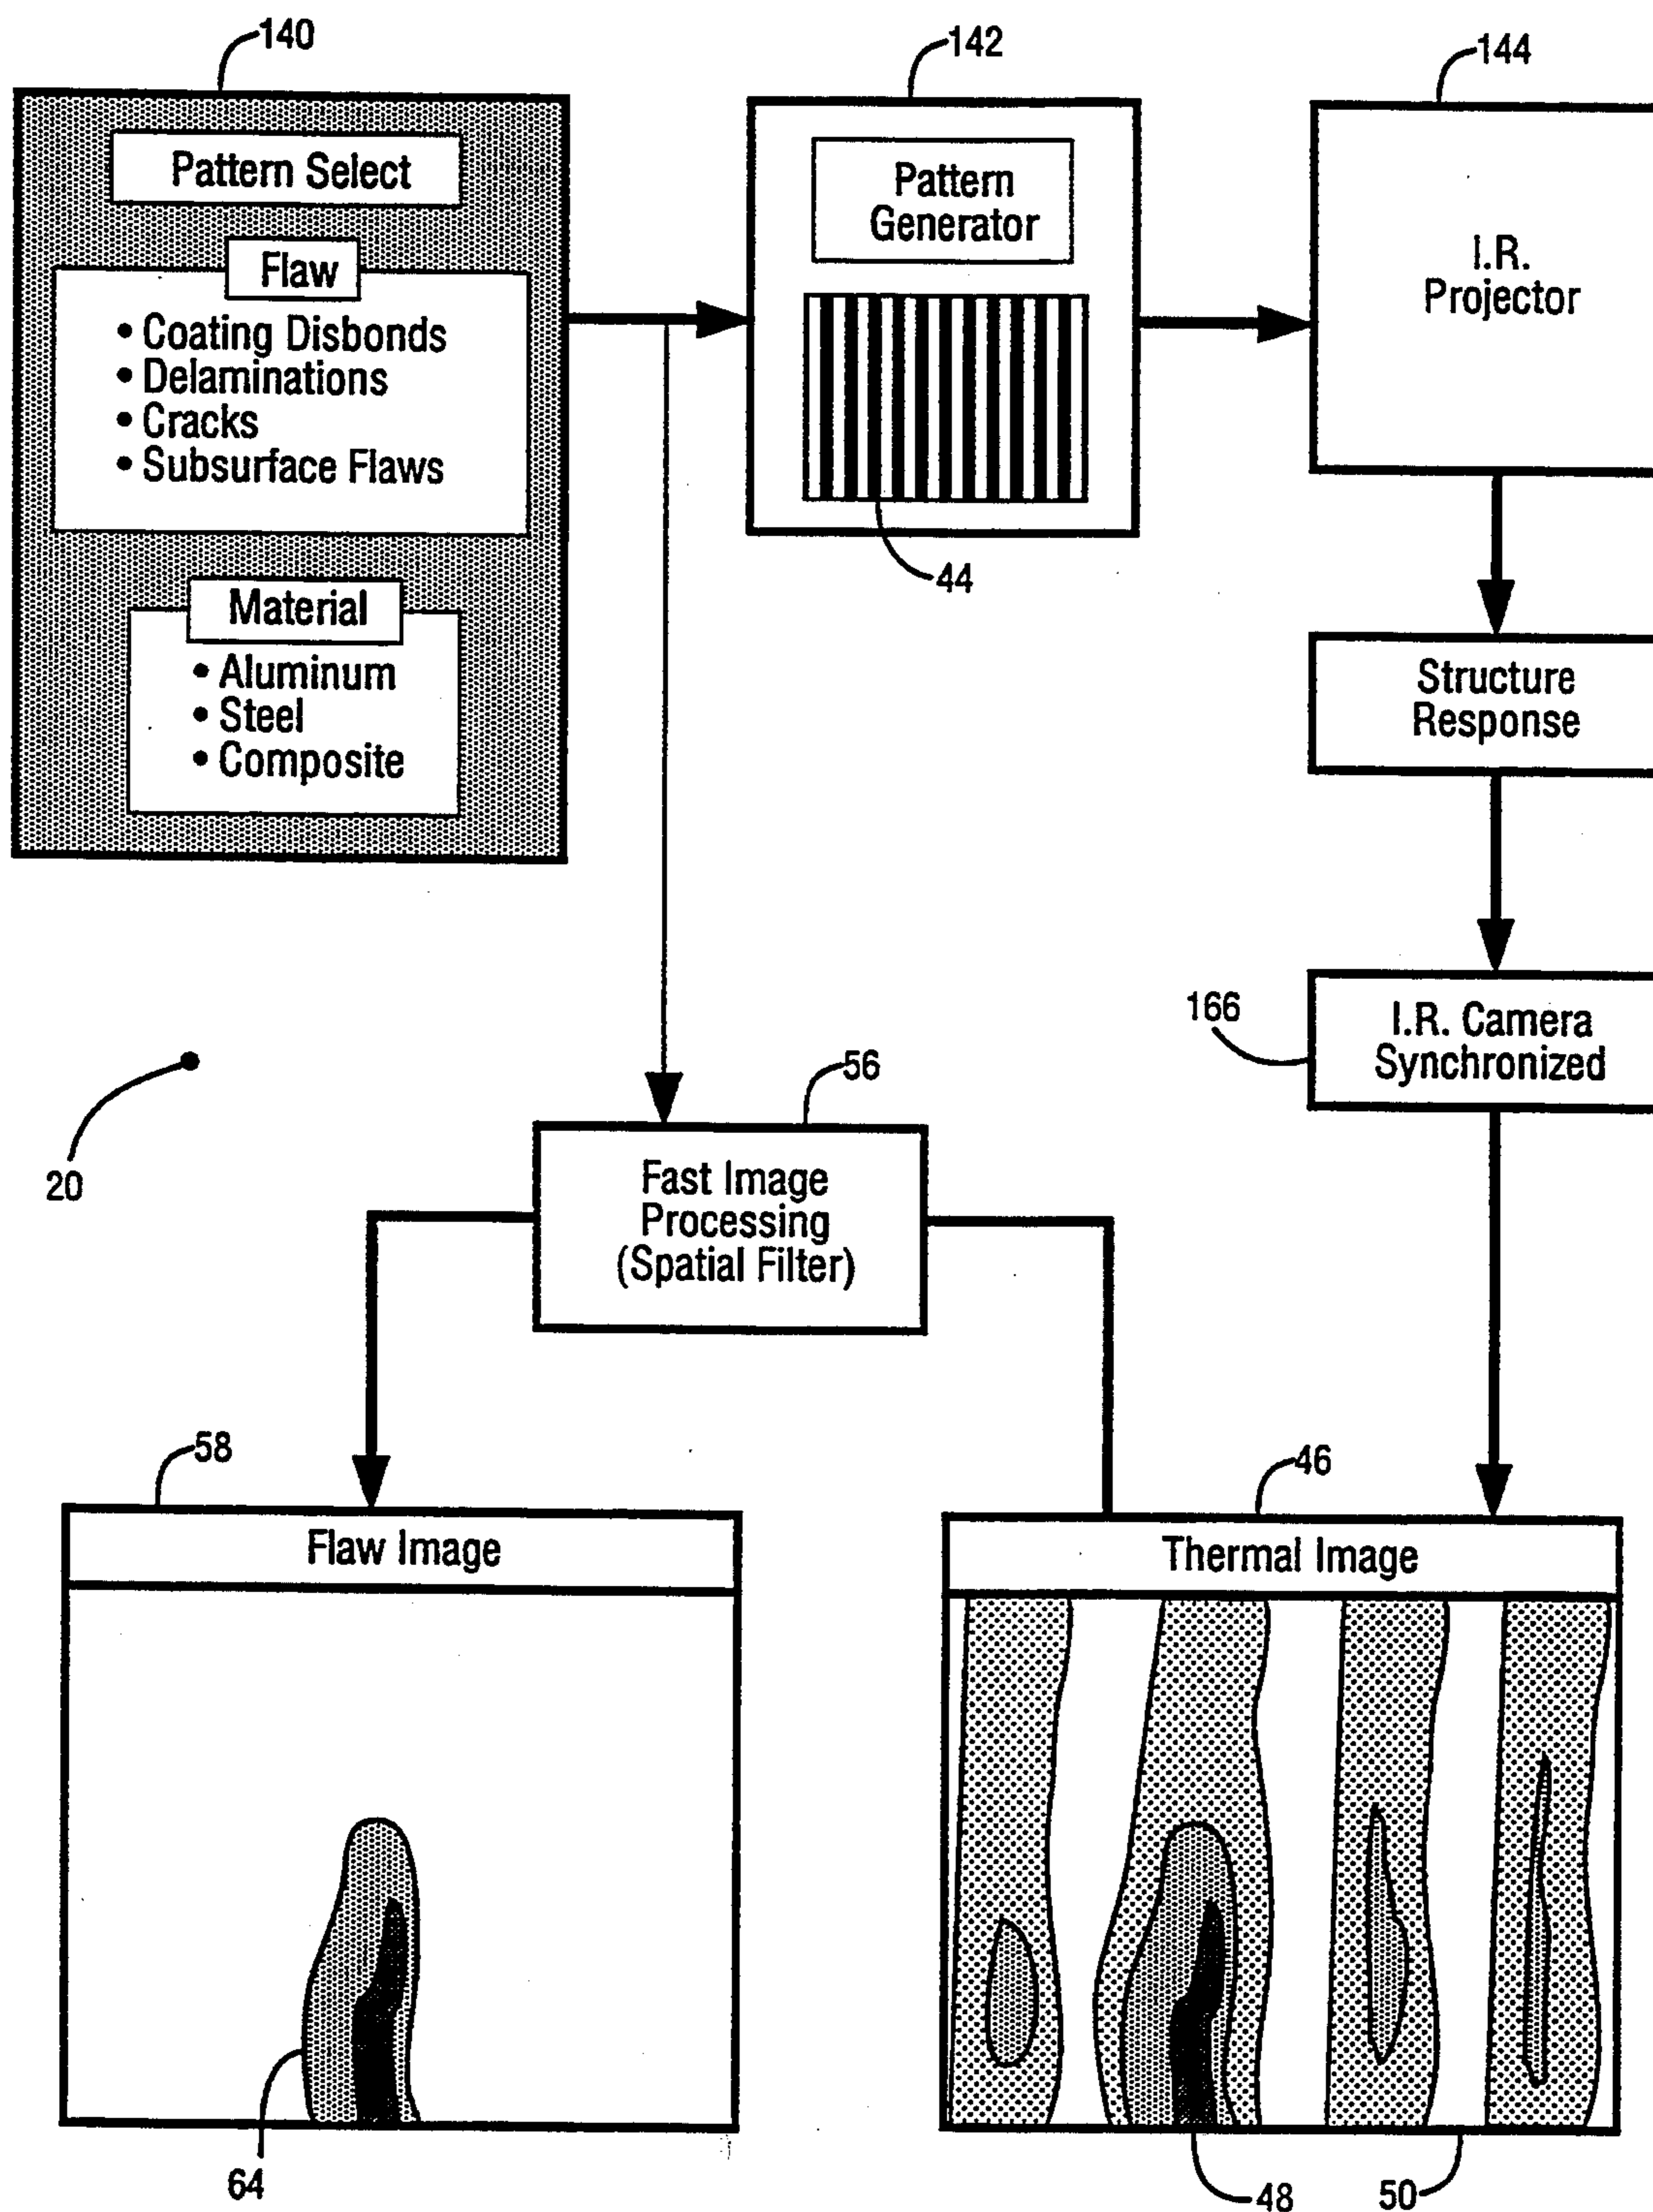 140
142
144
Pattern Select
Flaw
• Coating Disbonds
• Delaminations
• Cracks
• Subsurface Flaws
Material
• Aluminum
• Steel
• Composite
Pattern
Generator
44
I.R.
Projector
Structure
Response
166
I.R. Camera
Synchronized
20
56
Fast Image
Processing
(Spatial Filter)
58
Flaw Image
64
46
Thermal Image
48
50